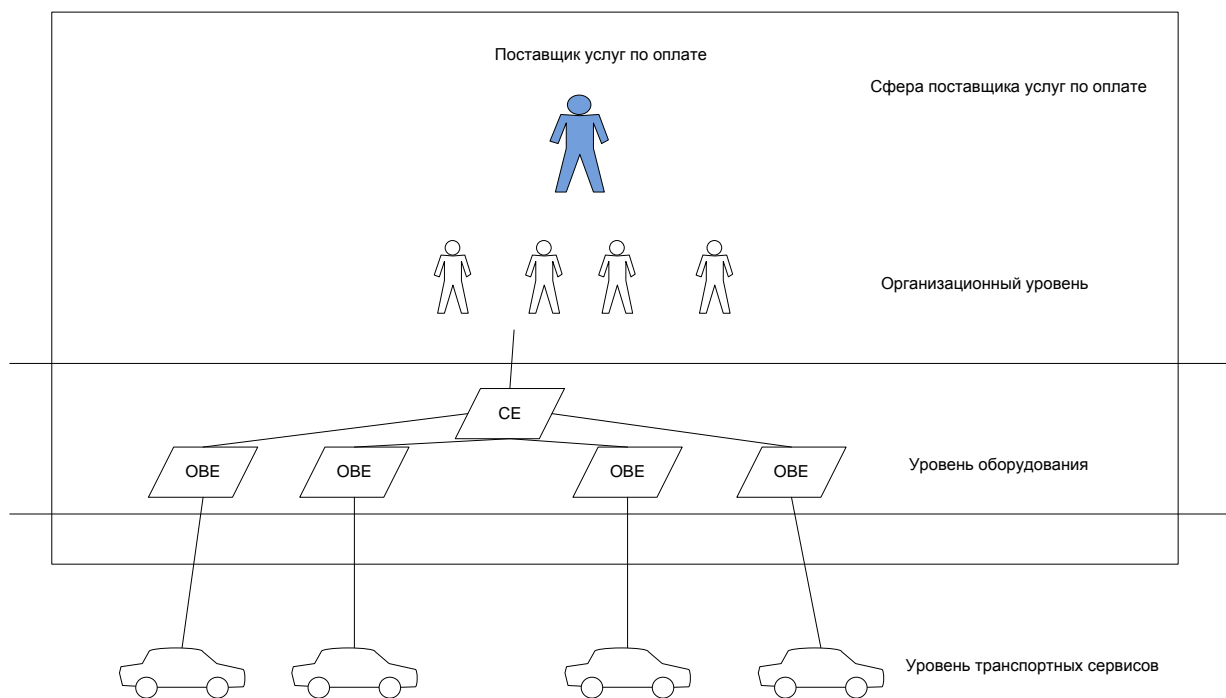 Поставщик услуг по оплате
Сфера поставщика услуг по оплате
Организационный уровень
CE
OBE
OBE
OBE
OBE
Уровень оборудования
Уровень транспортных сервисов